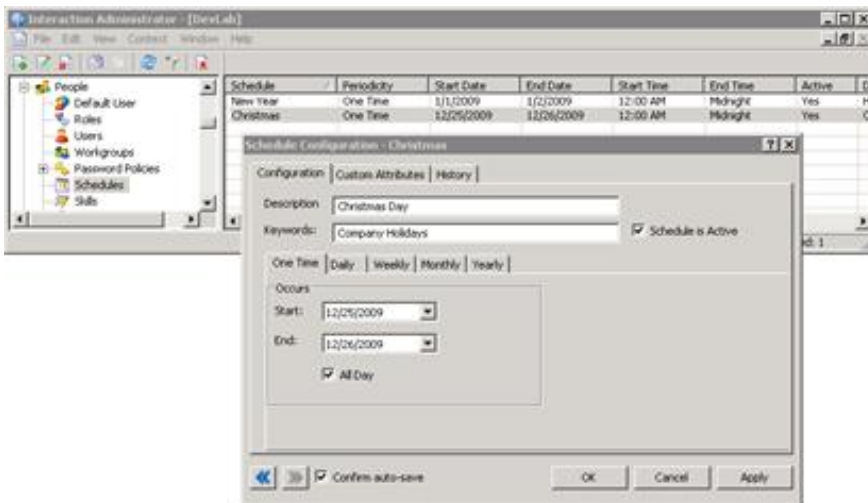 Interaction Administrator - [DevLab]
File Edit View Context Window Help
People
Default User
Roles
Users
Workgroups
Password Policies
Schedules
Skills
Schedule Periodicity Start Date End Date Start Time End Time Active D
New Year One Time 1/1/2009 1/2/2009 12:00 AM Midnight Yes
Christmas One Time 12/25/2009 12/26/2009 12:00 AM Midnight Yes
Schedule Configuration - Christmas
Configuration Custom Attributes History
Description Christmas Day
Keywords: Company Holidays Schedule is Active
One Time Daily Weekly Monthly Yearly
Occurs
Start: 12/25/2009
End: 12/26/2009
All Day
Confirm auto-save OK Cancel Apply